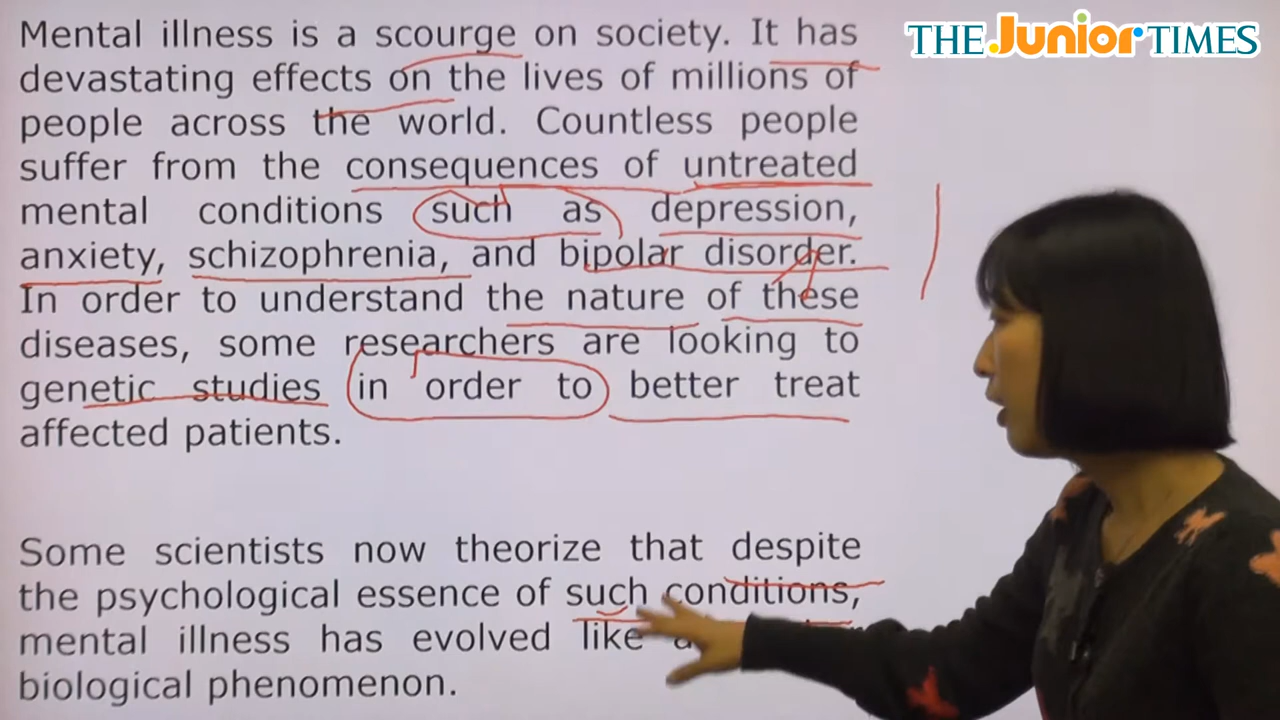 THE Junior TIMES
Mental illness is a scourge on society. It has
devastating effects on the lives of millions of
people across the world. Countless people
suffer from the consequences of untreated
mental conditions such as depression,
anxiety, schizophrenia, and bipolar disorder.
In order to understand the nature of these
diseases, some researchers are looking to
genetic studies in order to better treat
affected patients.
Some scientists now theorize that despite
the psychological essence of such conditions,
mental illness has evolved like
biological phenomenon.